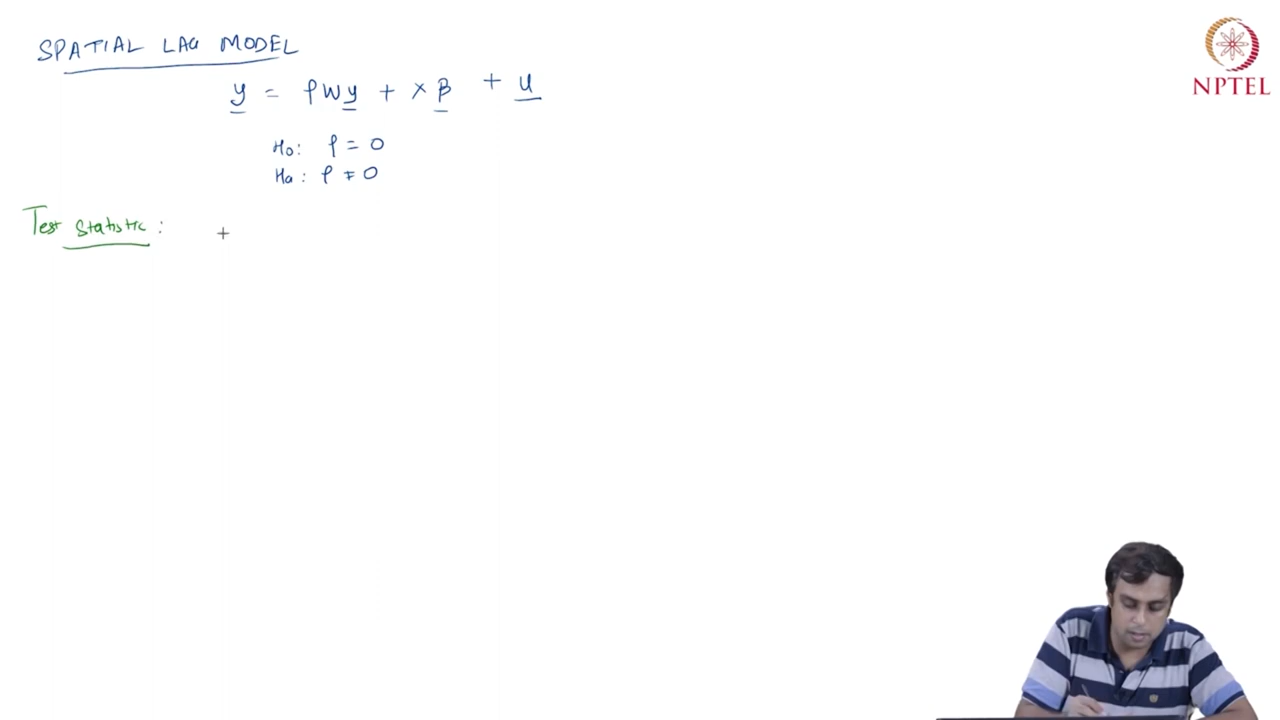 SPATIAL LAG MODEL
y = ρWy + Xβ + u
H0: ρ = 0
Ha: ρ ≠ 0
Test Statistic:
NPTEL